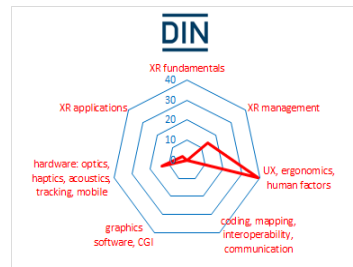 DIN
XR fundamentals
40
XR applications
30
XR management
20
10
0
hardware: optics,
haptics, acoustics,
tracking, mobile
UX, ergonomics,
human factors
graphics
software, CGI
coding, mapping,
interoperability,
communication